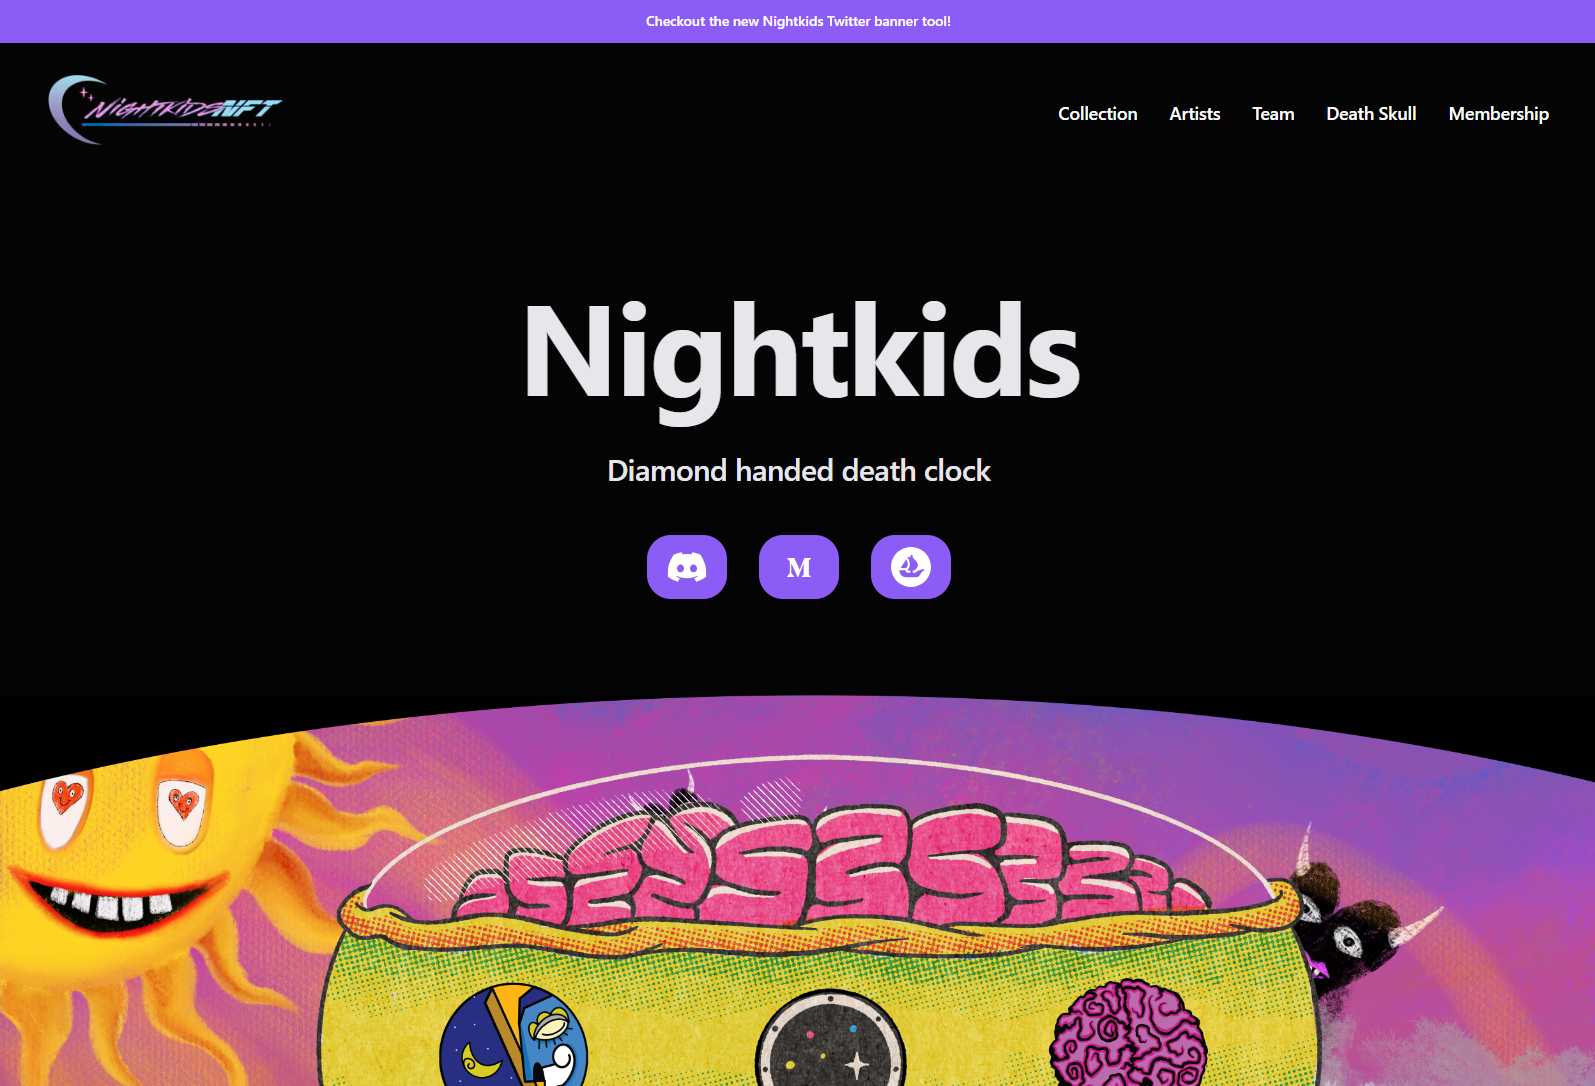 Checkout the new Nightkids Twitter banner tool!
NIGHTKIDSNFT
Collection Artists Team Death Skull Membership
Nightkids
Diamond handed death clock
M